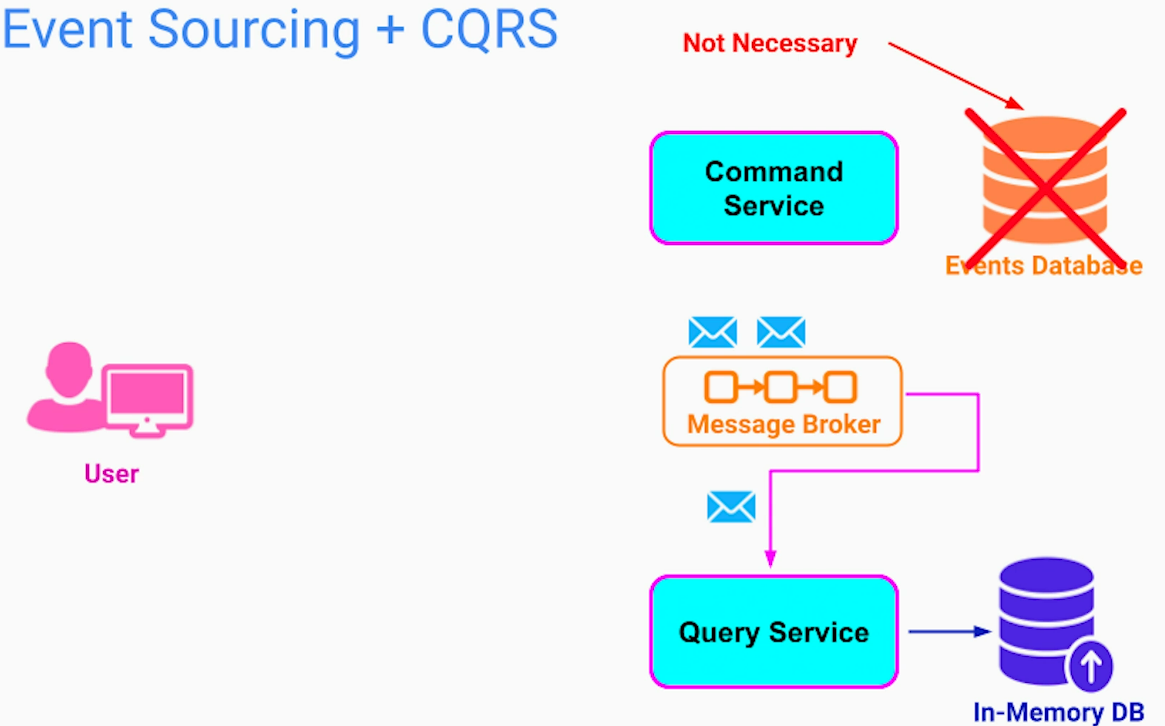 Event Sourcing + CQRS
Not Necessary
Command
Service
Events Database
Message Broker
User
Query Service
In-Memory DB